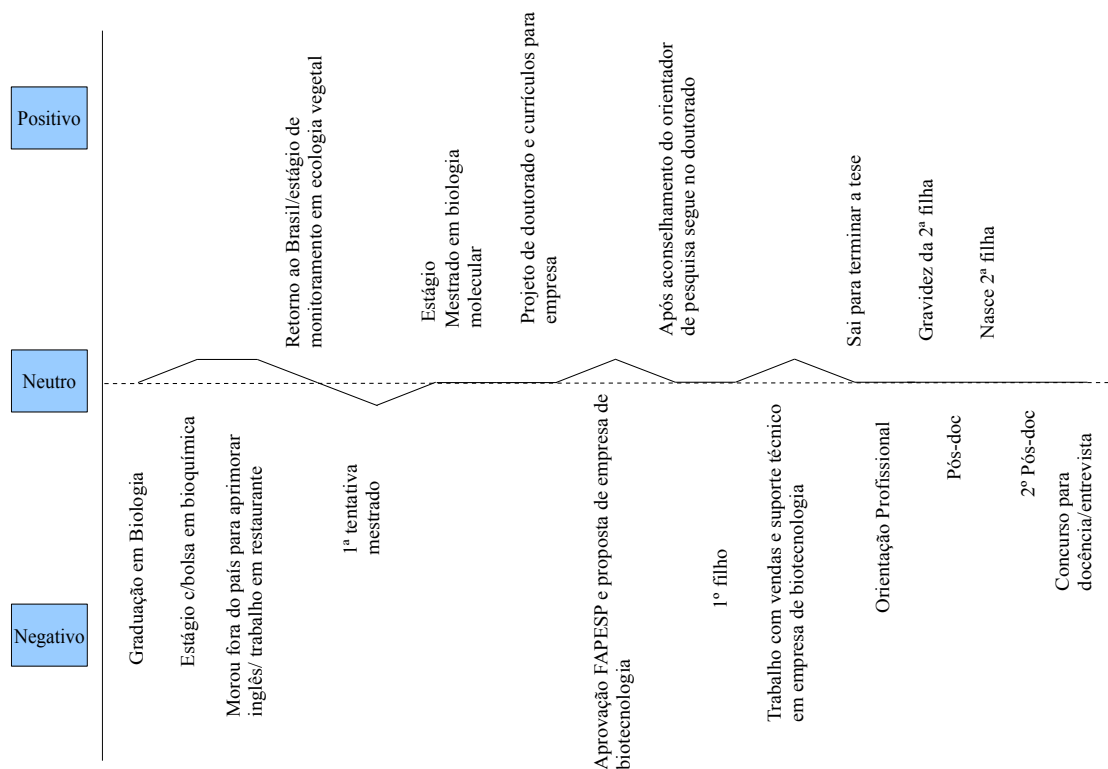 Positivo
Neutro
Negativo
Graduação em Biologia
Estágio c/bolsa em bioquímica
Morou fora do país para aprimorar
inglês/ trabalho em restaurante
Retorno ao Brasil/estágio de
monitoramento em ecologia vegetal
1ª tentativa
mestrado
Estágio
Mestrado em biologia
molecular
Projeto de doutorado e currículos para
empresa
Aprovação FAPESP e proposta de empresa de
biotecnologia
Após aconselhamento do orientador
de pesquisa segue no doutorado
1º filho
Trabalho com vendas e suporte técnico
em empresa de biotecnologia
Sai para terminar a tese
Orientação Profissional
Gravidez da 2ª filha
Pós-doc
Nasce 2ª filha
2º Pós-doc
Concurso para
docência/entrevista